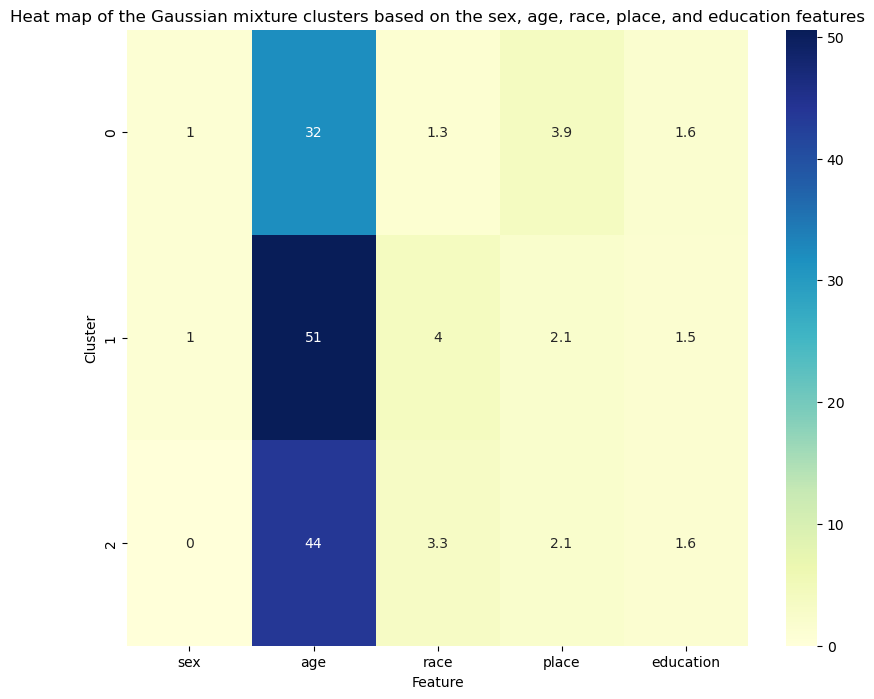 Heat map of the Gaussian mixture clusters based on the sex, age, race, place, and education features
50
40
30
20
10
0
Cluster
0
1
2
1 32 1.3 3.9 1.6
1 51 4 2.1 1.5
0 44 3.3 2.1 1.6
sex age race place education
Feature